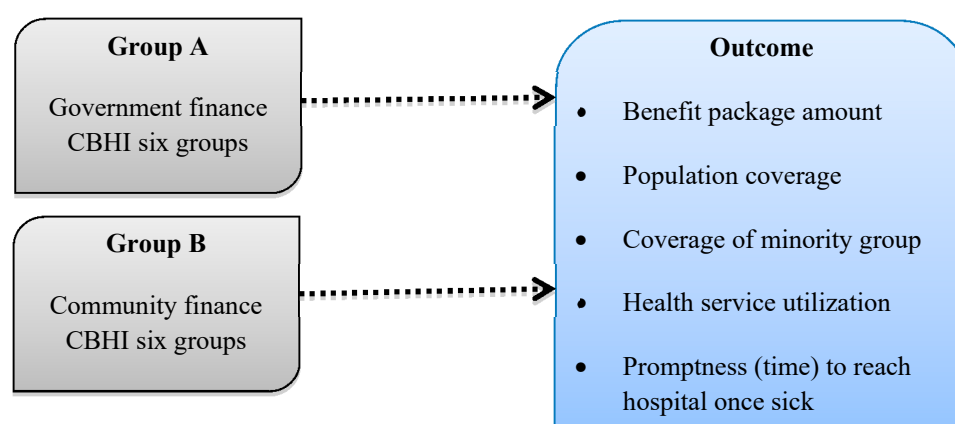 Group A
Government finance
CBHI six groups
Group B
Community finance
CBHI six groups
Outcome
• Benefit package amount
• Population coverage
• Coverage of minority group
• Health service utilization
• Promptness (time) to reach
hospital once sick